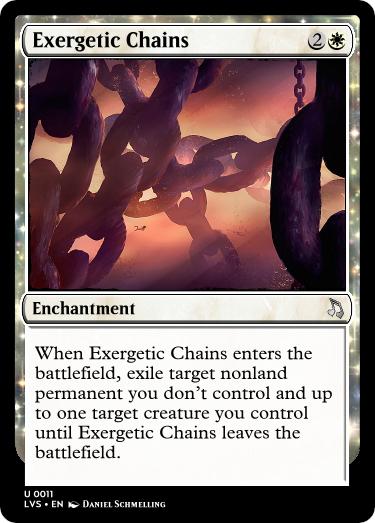 Exergetic Chains 2
Enchantment
When Exergetic Chains enters the
battlefield, exile target nonland
permanent you don't control and up
to one target creature you control
until Exergetic Chains leaves the
battlefield.
U 0011
LVS • EN Daniel Schmelling